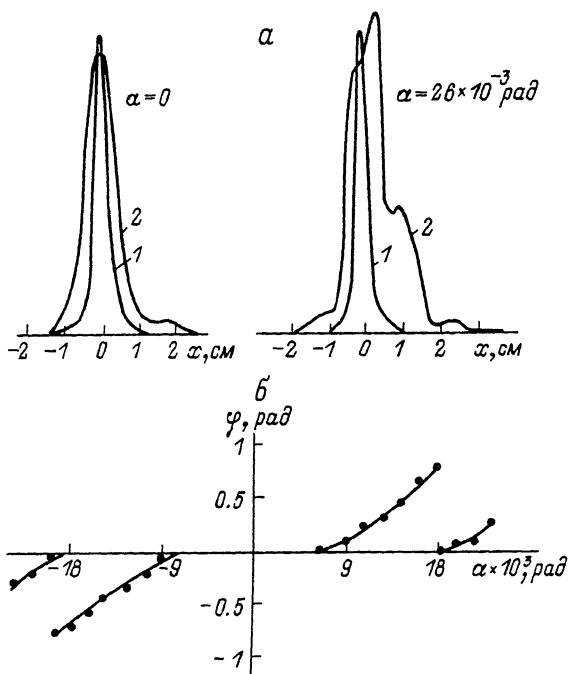 а
α=0
α=26×10⁻³рад
2
1
2
1
-2 -1 0 1 2 x,см
-2 -1 0 1 2 x,см
б
φ,рад
1
0.5
-18 -9 9 18 α×10³,рад
-0.5
-1